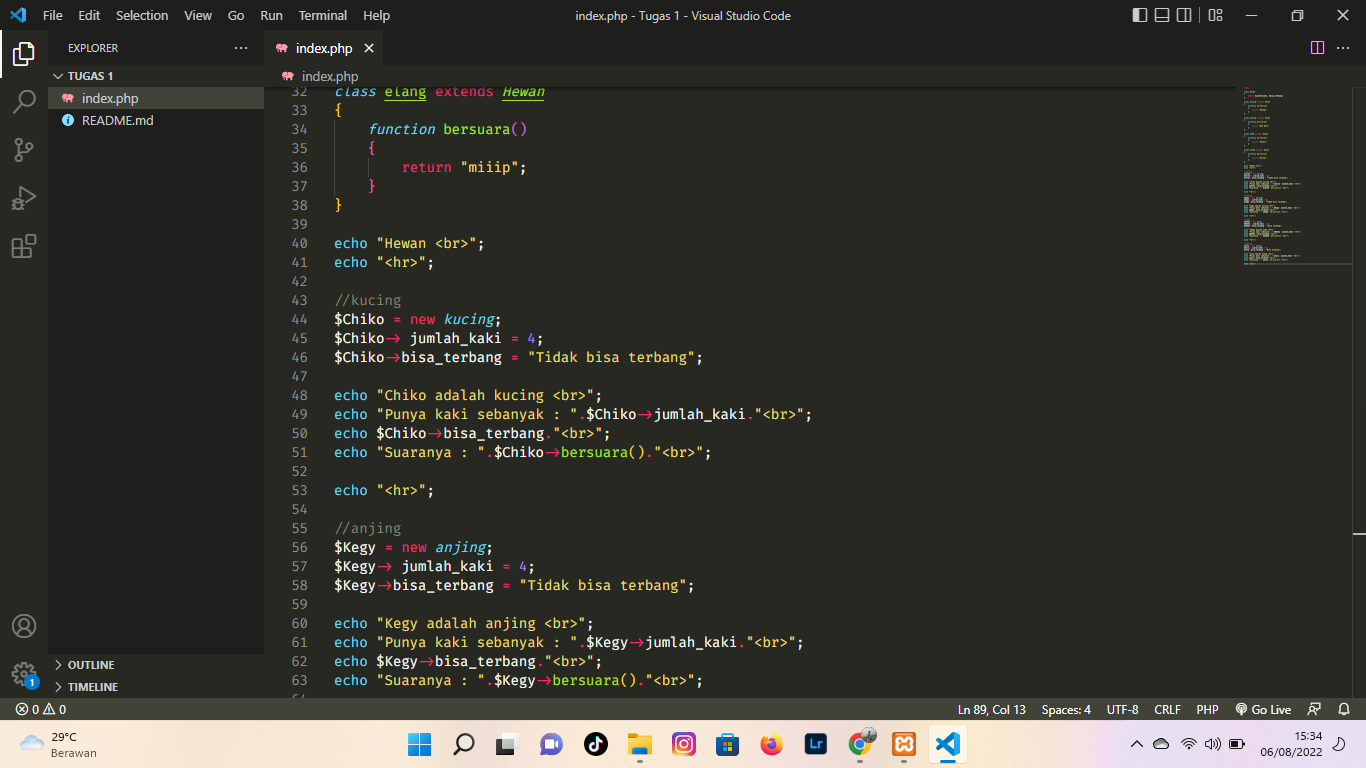 File Edit Selection View Go Run Terminal Help
index.php - Tugas 1 - Visual Studio Code
EXPLORER
index.php
TUGAS 1
index.php
index.php
README.md
32 class elang extends Hewan
33 {
34 function bersuara()
35 {
36 return "miiip";
37 }
38 }
39
40 echo "Hewan <br>";
41 echo "<hr>";
42
43 //kucing
44 $Chiko = new kucing;
45 $Chiko-> jumlah_kaki = 4;
46 $Chiko->bisa_terbang = "Tidak bisa terbang";
47
48 echo "Chiko adalah kucing <br>";
49 echo "Punya kaki sebanyak : ".$Chiko->jumlah_kaki."<br>";
50 echo $Chiko->bisa_terbang."<br>";
51 echo "Suaranya : ".$Chiko->bersuara()."<br>";
52
53 echo "<hr>";
54
55 //anjing
56 $Kegy = new anjing;
57 $Kegy-> jumlah_kaki = 4;
58 $Kegy->bisa_terbang = "Tidak bisa terbang";
59
60 echo "Kegy adalah anjing <br>";
61 echo "Punya kaki sebanyak : ".$Kegy->jumlah_kaki."<br>";
62 echo $Kegy->bisa_terbang."<br>";
63 echo "Suaranya : ".$Kegy->bersuara()."<br>";
OUTLINE
TIMELINE
1
0 0
Ln 89, Col 13 Spaces: 4 UTF-8 CRLF PHP Go Live
29°C
Berawan
Lr
15:34
06/08/2022